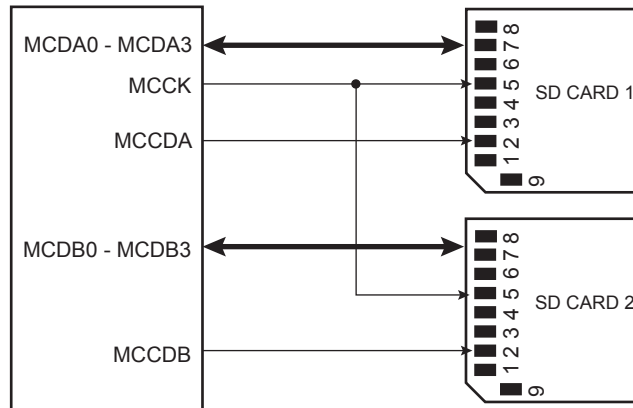 MCDA0 - MCDA3
MCCK
MCCDA
MCDB0 - MCDB3
MCCDB
8
7
6
5
4
3
2
1
9
SD CARD 1
8
7
6
5
4
3
2
1
9
SD CARD 2